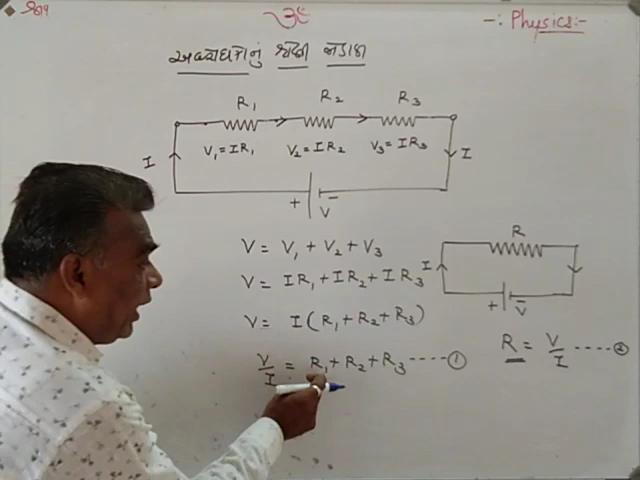 -: Physics:-
અવરોધોનું શ્રેણી જોડાણ
R₁ R₂ R₃
V₁ = IR₁ V₂ = IR₂ V₃ = IR₃
I I
+ V −
V = V₁ + V₂ + V₃
V = IR₁ + IR₂ + IR₃
V = I(R₁ + R₂ + R₃)
V/I = R₁ + R₂ + R₃ ----- ①
R
I
+ V −
R = V/I ----- ②